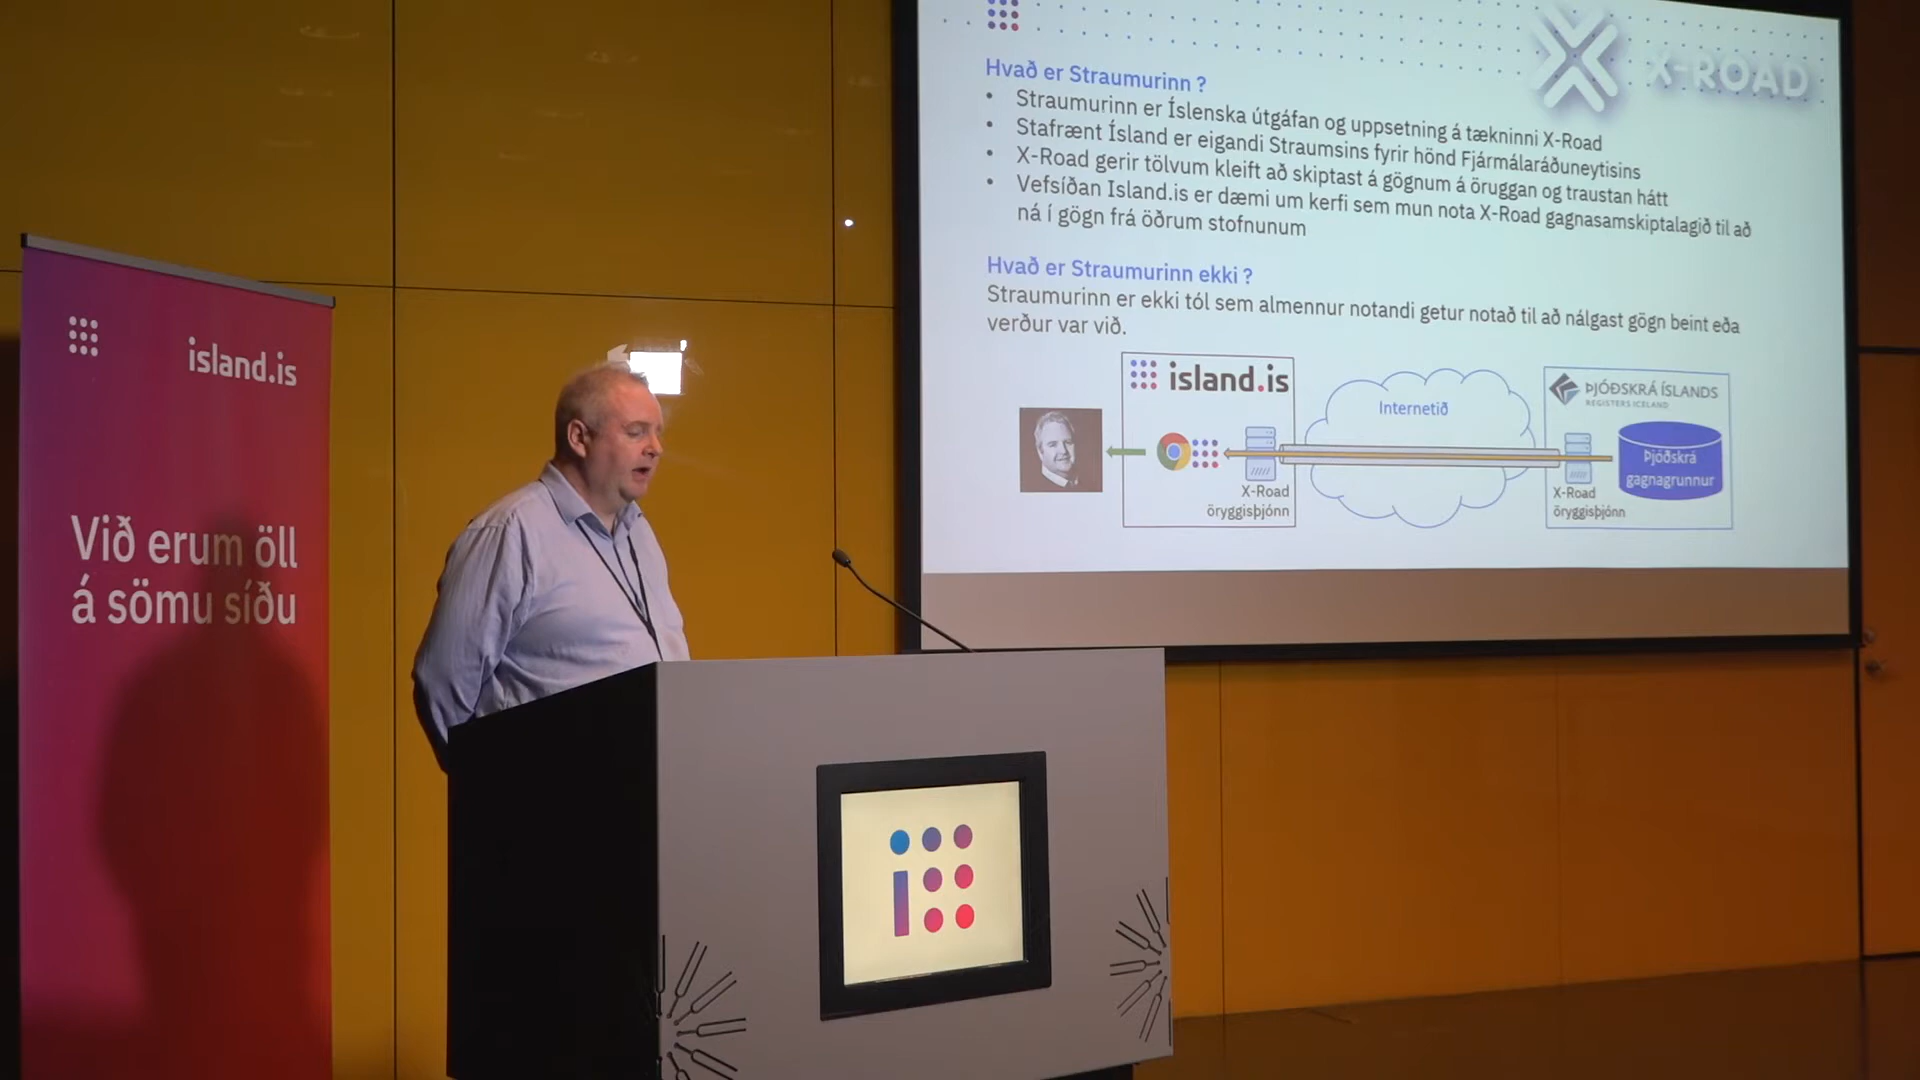 island.is
Við erum öll
á sömu síðu
X-ROAD
Hvað er Straumurinn ?
• Straumurinn er Íslenska útgáfan og uppsetning á tækninni X-Road
• Stafrænt Ísland er eigandi Straumsins fyrir hönd Fjármálaráðuneytisins
• X-Road gerir tölvum kleift að skiptast á gögnum á öruggan og traustan hátt
• Vefsíðan Island.is er dæmi um kerfi sem mun nota X-Road gagnasamskiptalagið til að
ná í gögn frá öðrum stofnunum
Hvað er Straumurinn ekki ?
Straumurinn er ekki tól sem almennur notandi getur notað til að nálgast gögn beint eða
verður var við.
island.is
X-Road
öryggisþjónn
Internetið
ÞJÓÐSKRÁ ÍSLANDS
REGISTERS ICELAND
Þjóðskrá
gagnagrunnur
X-Road
öryggisþjónn